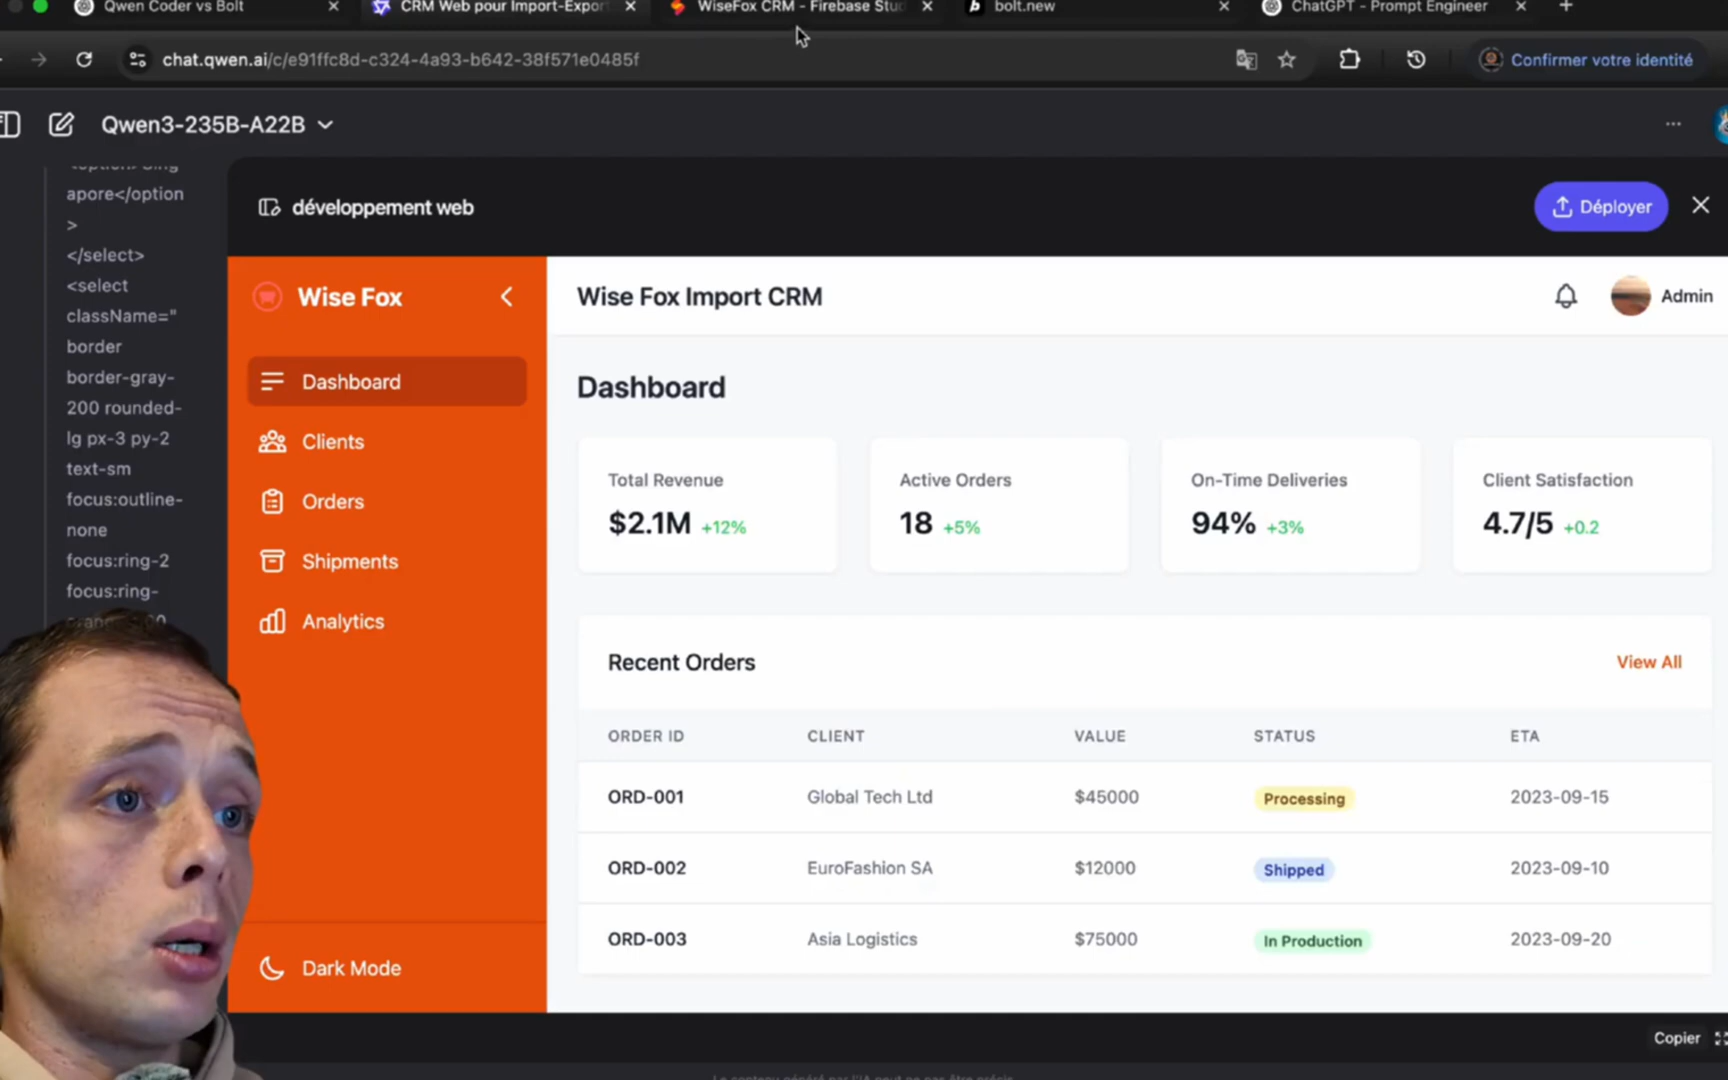 Qwen Coder vs Bolt
CRM Web pour Import-Expor
WiseFox CRM - Firebase Stu
bolt.new
ChatGPT - Prompt Engineer
chat.qwen.ai/c/e91ffc8d-c324-4a93-b642-38f571e0485f
Confirmer votre identité
Qwen3-235B-A22B
apore</option
>
</select>
<select
className="
border
border-gray-
200 rounded-
lg px-3 py-2
text-sm
focus:outline-
none
focus:ring-2
focus:ring-
développement web
Déployer
Wise Fox
Dashboard
Clients
Orders
Shipments
Analytics
Dark Mode
Wise Fox Import CRM
Admin
Dashboard
Total Revenue
$2.1M +12%
Active Orders
18 +5%
On-Time Deliveries
94% +3%
Client Satisfaction
4.7/5 +0.2
Recent Orders
View All
ORDER ID CLIENT VALUE STATUS ETA
ORD-001 Global Tech Ltd $45000 Processing 2023-09-15
ORD-002 EuroFashion SA $12000 Shipped 2023-09-10
ORD-003 Asia Logistics $75000 In Production 2023-09-20
Copier